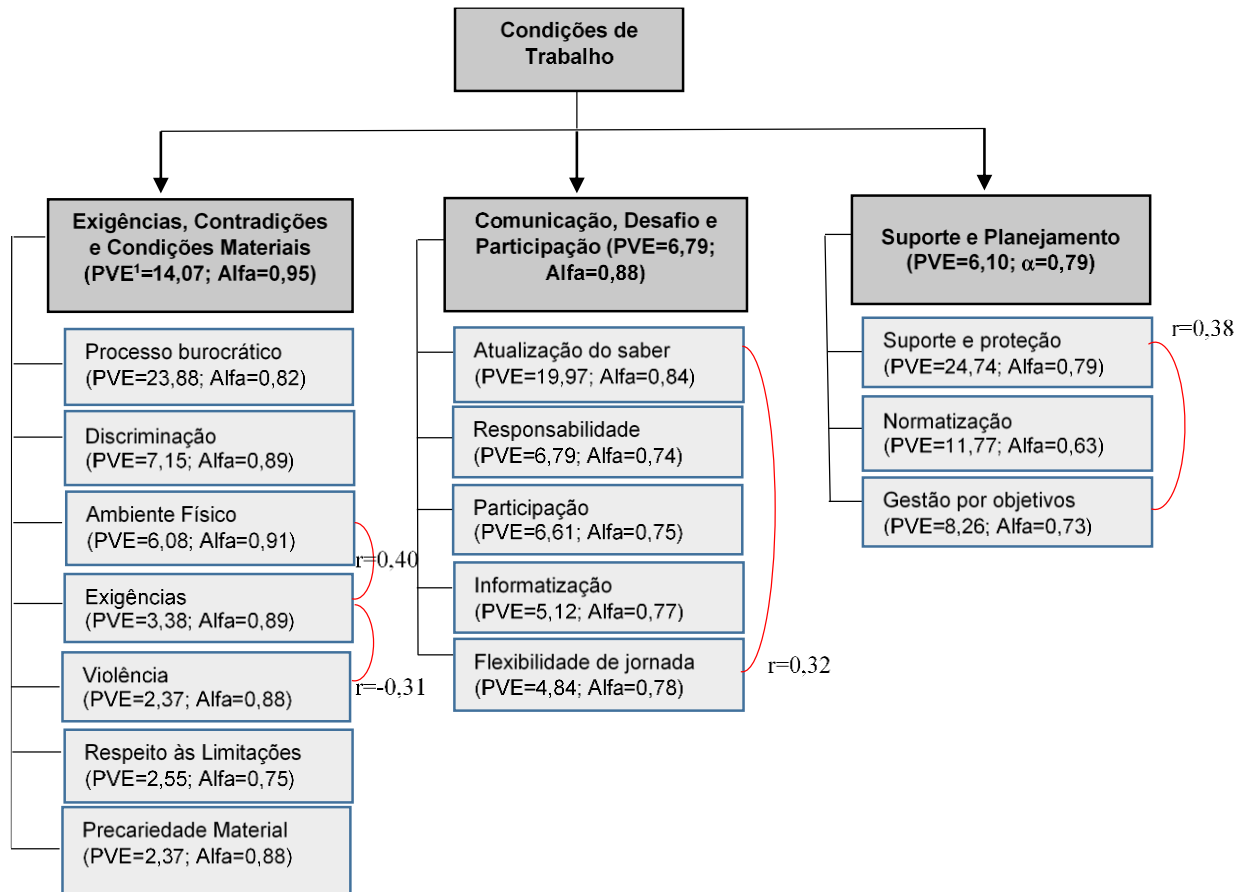 Condições de
Trabalho
Exigências, Contradições
e Condições Materiais
(PVE¹=14,07; Alfa=0,95)
Processo burocrático
(PVE=23,88; Alfa=0,82)
Discriminação
(PVE=7,15; Alfa=0,89)
Ambiente Físico
(PVE=6,08; Alfa=0,91)
r=0,40
Exigências
(PVE=3,38; Alfa=0,89)
Violência
(PVE=2,37; Alfa=0,88)
r=-0,31
Respeito às Limitações
(PVE=2,55; Alfa=0,75)
Precariedade Material
(PVE=2,37; Alfa=0,88)
Comunicação, Desafio e
Participação (PVE=6,79;
Alfa=0,88)
Atualização do saber
(PVE=19,97; Alfa=0,84)
Responsabilidade
(PVE=6,79; Alfa=0,74)
Participação
(PVE=6,61; Alfa=0,75)
Informatização
(PVE=5,12; Alfa=0,77)
Flexibilidade de jornada
(PVE=4,84; Alfa=0,78)
r=0,32
Suporte e Planejamento
(PVE=6,10; α=0,79)
r=0,38
Suporte e proteção
(PVE=24,74; Alfa=0,79)
Normatização
(PVE=11,77; Alfa=0,63)
Gestão por objetivos
(PVE=8,26; Alfa=0,73)